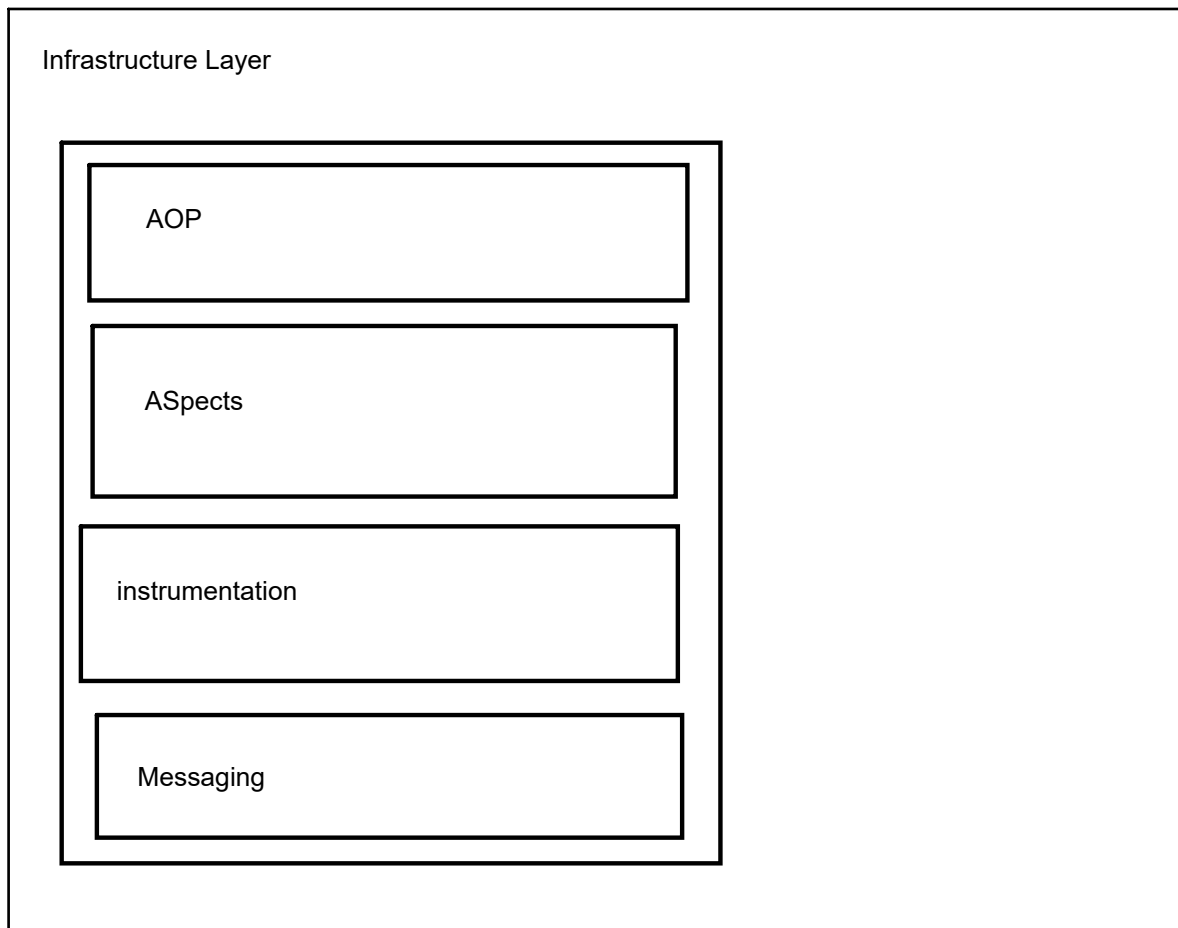 Infrastructure Layer
AOP
ASpects
instrumentation
Messaging